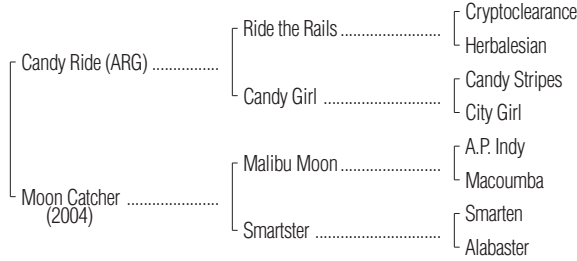 Cryptoclearance
Ride the Rails
Herbalesian
Candy Ride (ARG)
Candy Stripes
Candy Girl
City Girl
A.P. Indy
Malibu Moon
Macoumba
Moon Catcher
(2004)
Smarten
Smartster
Alabaster